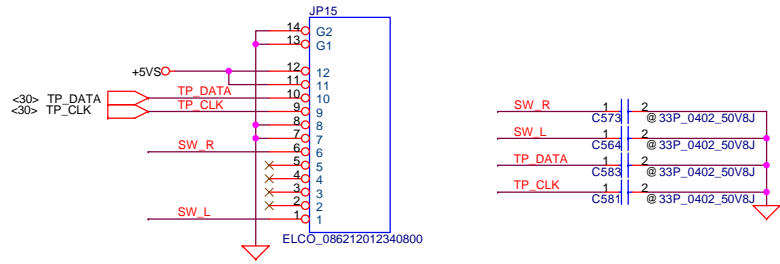 JP15
14 G2
13 G1
+5VS 12 12
11 11
<30> TP_DATA TP_DATA 10 10
<30> TP_CLK TP_CLK 9 9
8 8
7 7
SW_R 6 6
5 5
4 4
3 3
2 2
SW_L 1 1
ELCO_086212012340800
SW_R 1 2
C573 @33P_0402_50V8J
SW_L 1 2
C564 @33P_0402_50V8J
TP_DATA 1 2
C583 @33P_0402_50V8J
TP_CLK 1 2
C581 @33P_0402_50V8J